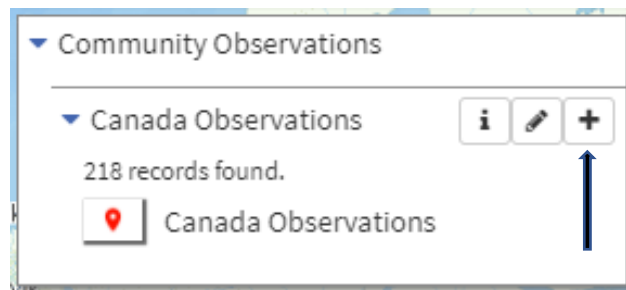 Community Observations
Canada Observations
218 records found.
Canada Observations